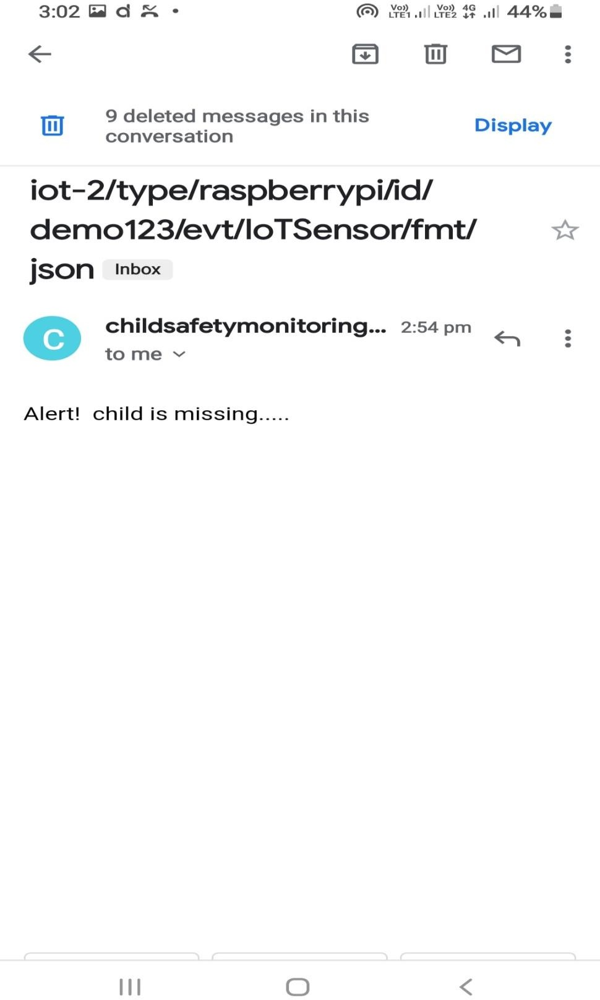 3:02 Vo)) LTE1 Vo)) LTE2 4G 44%
9 deleted messages in this
conversation
Display
iot-2/type/raspberrypi/id/
demo123/evt/IoTSensor/fmt/
json Inbox
C
childsafetymonitoring... 2:54 pm
to me
Alert!  child is missing.....